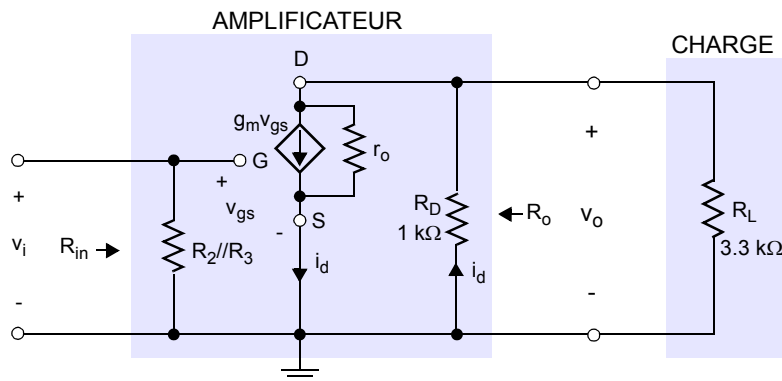 AMPLIFICATEUR
CHARGE
D
gmvgs
ro
G
+
vgs
-
S
id
RD
1 kΩ
id
Ro
+
vo
-
RL
3.3 kΩ
+
vi
-
Rin
R2//R3